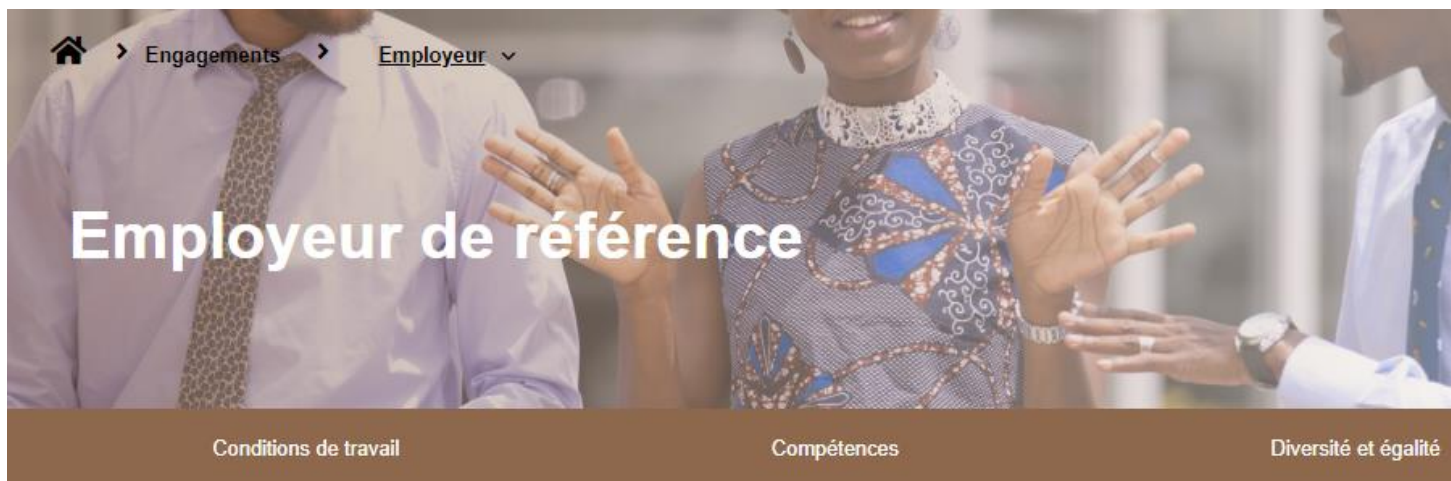 Engagements Employeur
Employeur de référence
Conditions de travail Compétences Diversité et égalité